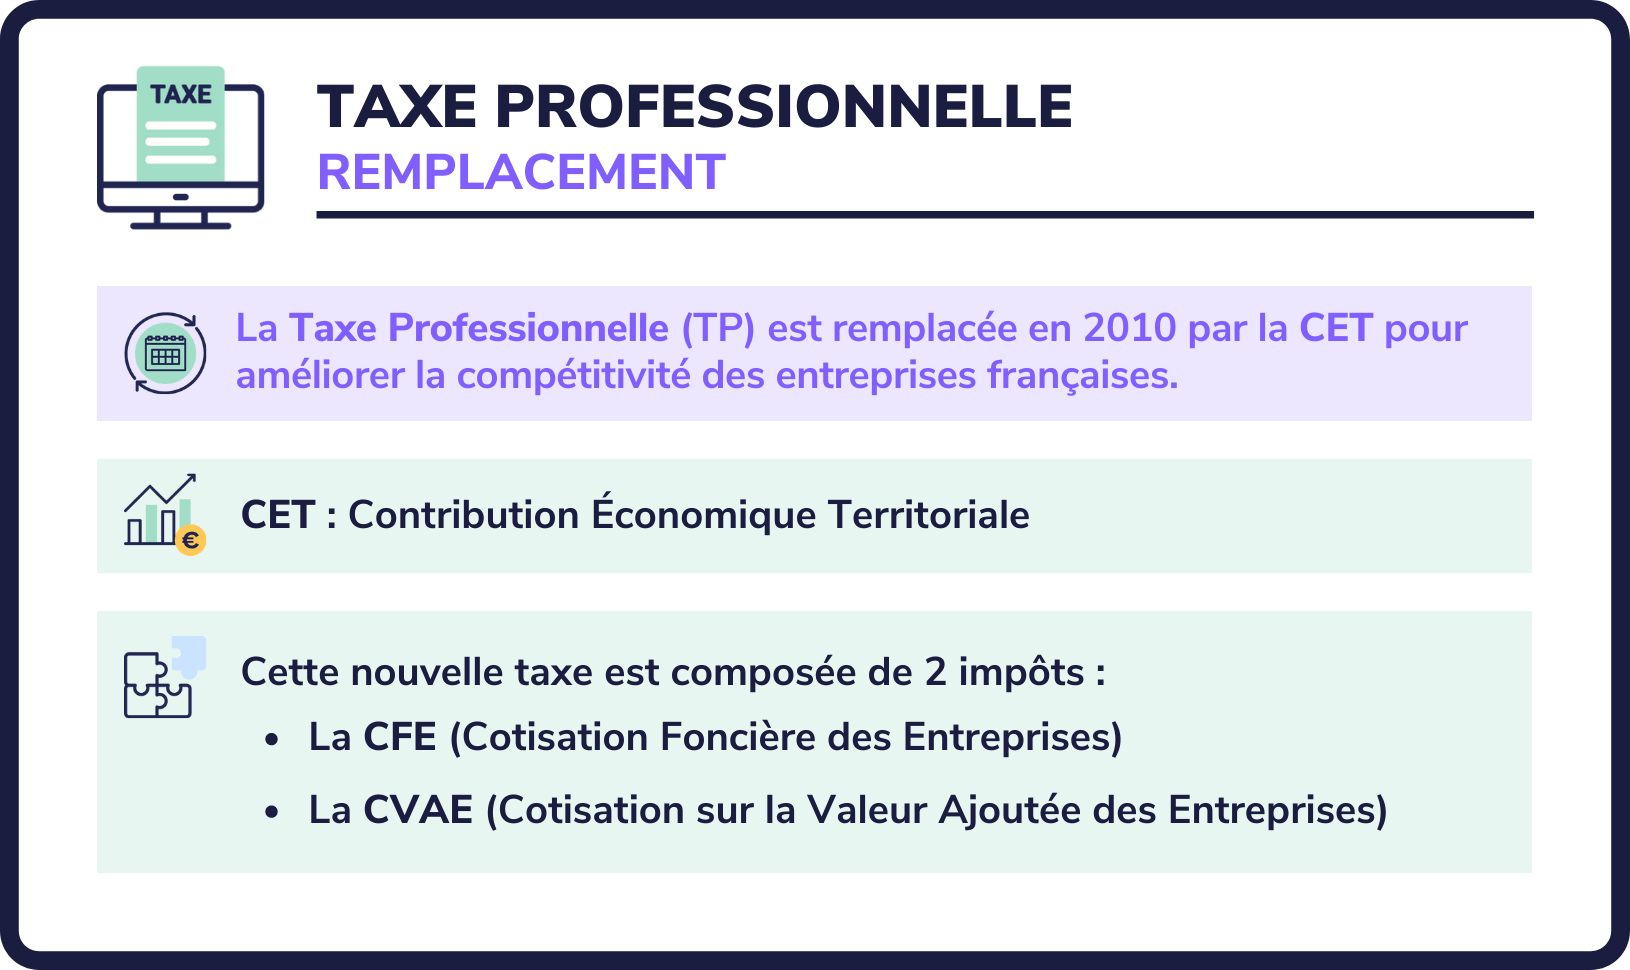 TAXE
TAXE PROFESSIONNELLE
REMPLACEMENT
La Taxe Professionnelle (TP) est remplacée en 2010 par la CET pour
améliorer la compétitivité des entreprises françaises.
€
CET : Contribution Économique Territoriale
Cette nouvelle taxe est composée de 2 impôts :
• La CFE (Cotisation Foncière des Entreprises)
• La CVAE (Cotisation sur la Valeur Ajoutée des Entreprises)